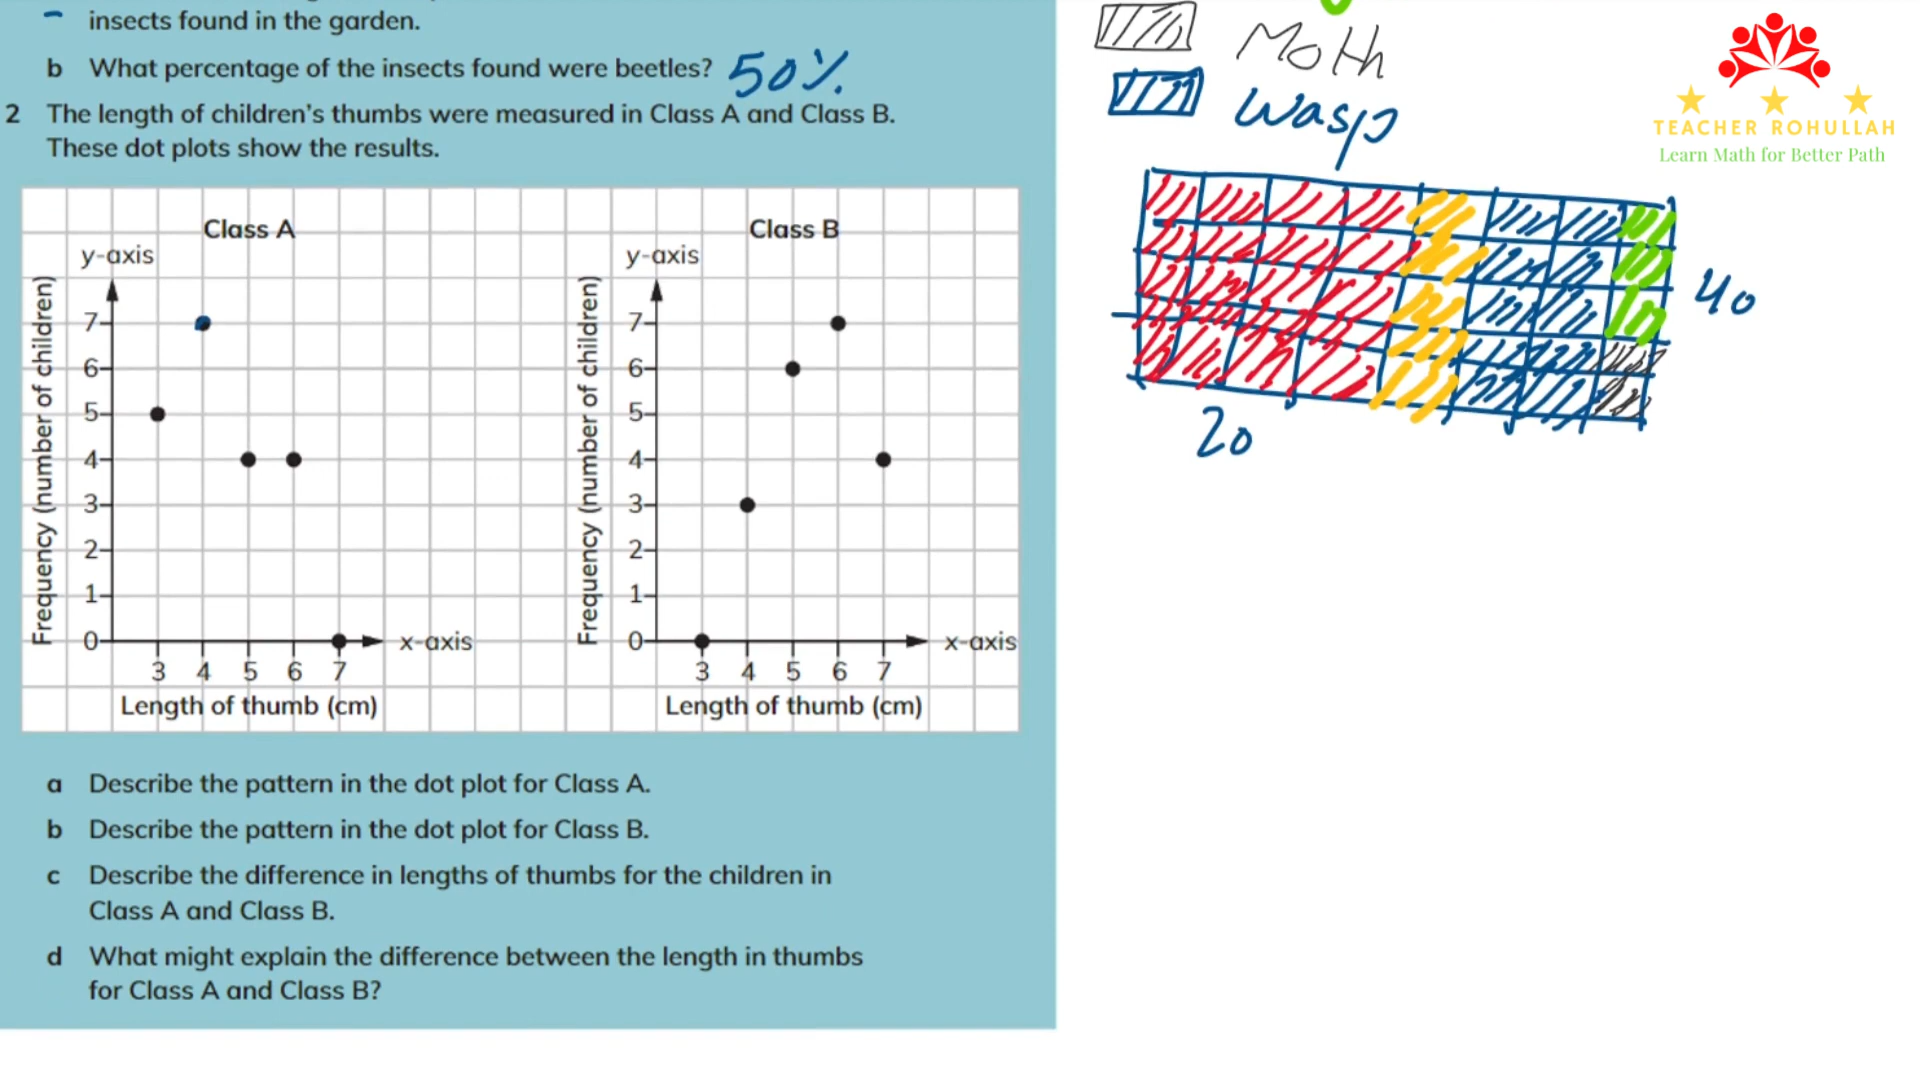 insects found in the garden.
b What percentage of the insects found were beetles? 50%
2 The length of children's thumbs were measured in Class A and Class B.
These dot plots show the results.
Class A
y-axis
Frequency (number of children)
7
6
5
4
3
2
1
0
x-axis
3 4 5 6 7
Length of thumb (cm)
Class B
y-axis
Frequency (number of children)
7
6
5
4
3
2
1
0
x-axis
3 4 5 6 7
Length of thumb (cm)
a Describe the pattern in the dot plot for Class A.
b Describe the pattern in the dot plot for Class B.
c Describe the difference in lengths of thumbs for the children in
Class A and Class B.
d What might explain the difference between the length in thumbs
for Class A and Class B?
Moth
wasp
40
20
TEACHER ROHULLAH
Learn Math for Better Path